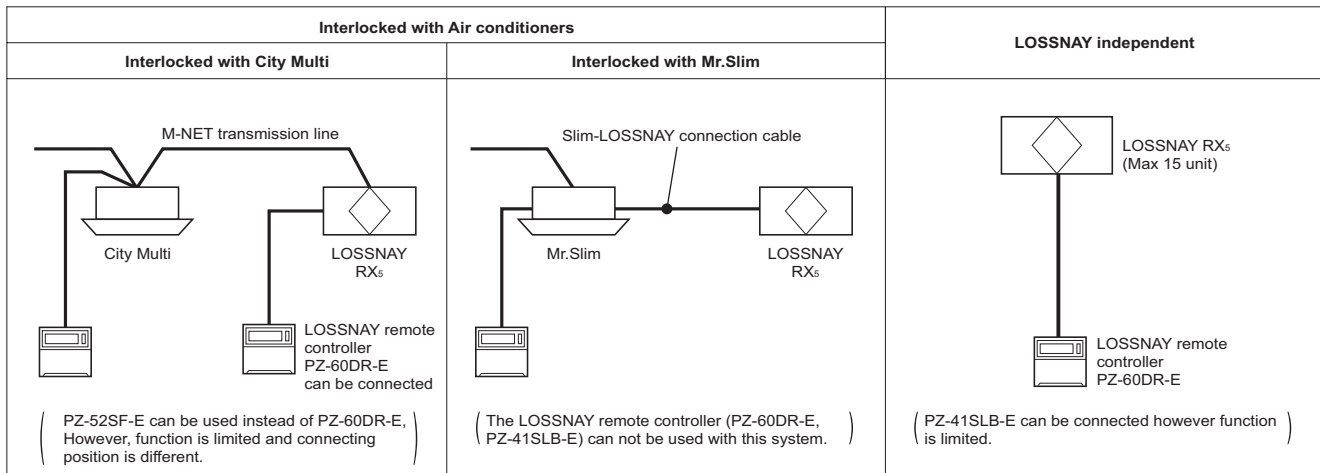 Interlocked with Air conditioners
LOSSNAY independent
Interlocked with City Multi
Interlocked with Mr.Slim
M-NET transmission line
City Multi
LOSSNAY
RX5
LOSSNAY remote
controller
PZ-60DR-E
can be connected
( PZ-52SF-E can be used instead of PZ-60DR-E,
However, function is limited and connecting
position is different. )
Slim-LOSSNAY connection cable
Mr.Slim
LOSSNAY
RX5
( The LOSSNAY remote controller (PZ-60DR-E,
PZ-41SLB-E) can not be used with this system. )
LOSSNAY RX5
(Max 15 unit)
LOSSNAY remote
controller
PZ-60DR-E
( PZ-41SLB-E can be connected however function
is limited. )